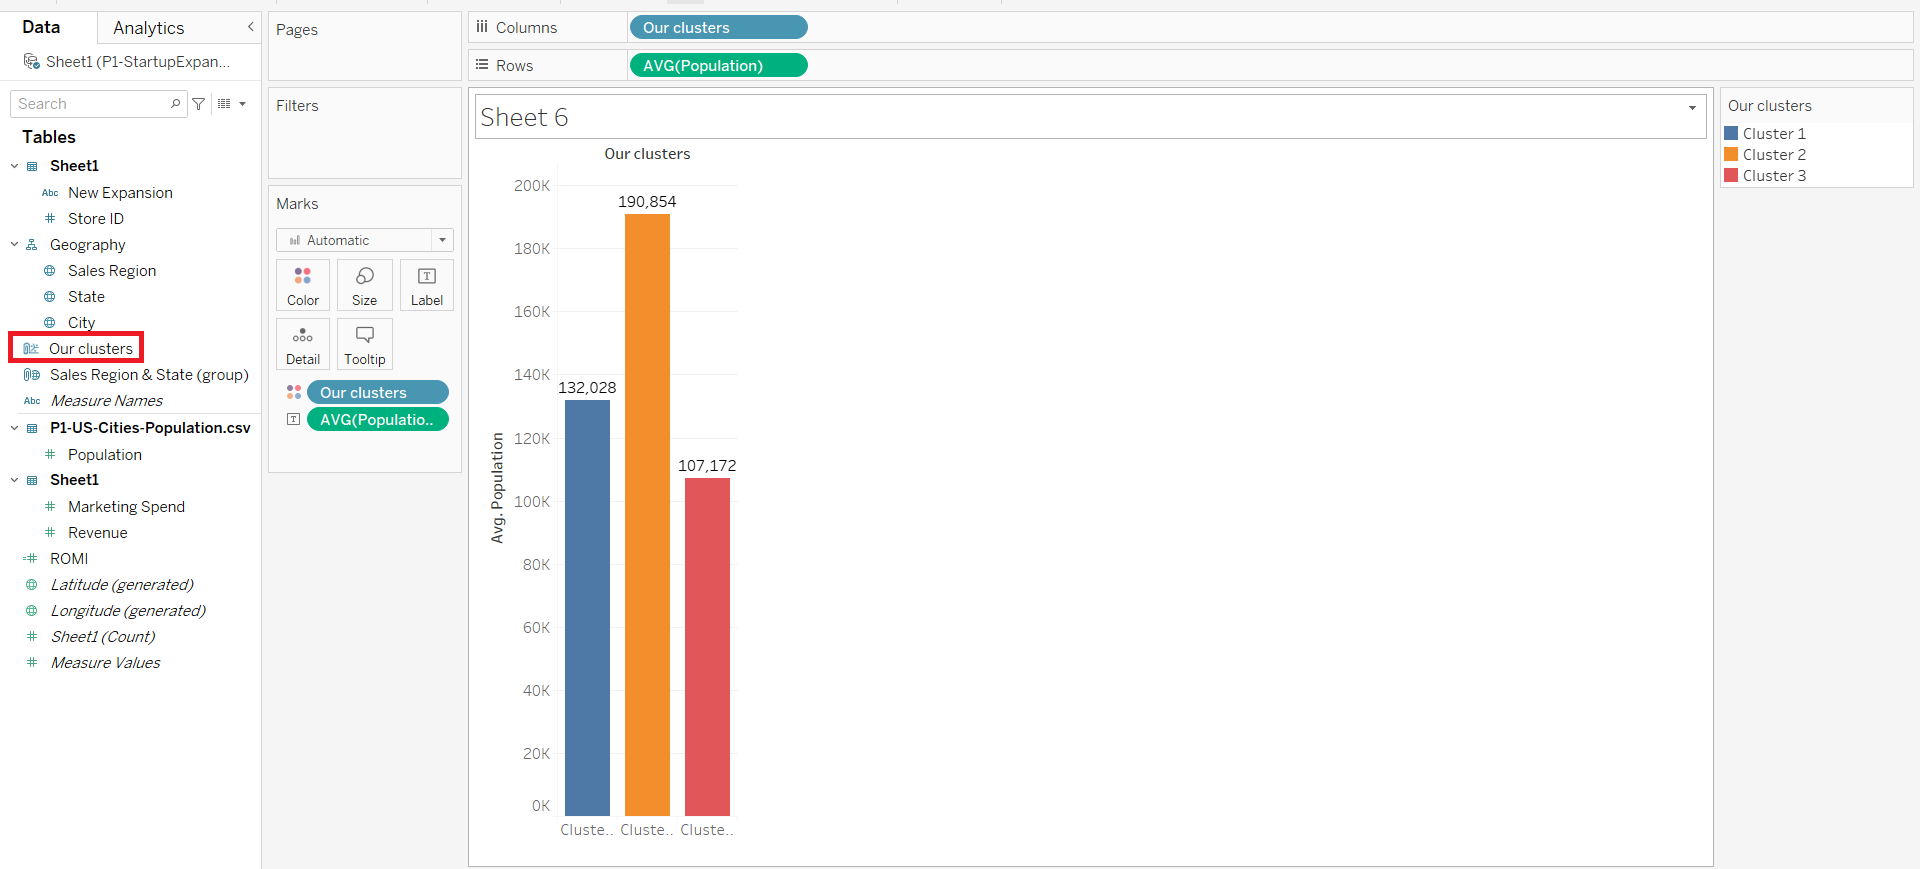 Data
Analytics
Sheet1 (P1-StartupExpan...
Search
Tables
Sheet1
Abc New Expansion
Store ID
Geography
Sales Region
State
City
Our clusters
Sales Region & State (group)
Abc Measure Names
P1-US-Cities-Population.csv
Population
Sheet1
Marketing Spend
Revenue
ROMI
Latitude (generated)
Longitude (generated)
Sheet1 (Count)
Measure Values
Pages
Filters
Marks
Automatic
Color
Size
T
Label
Detail
Tooltip
Our clusters
T AVG(Populatio..
Columns
Our clusters
Rows
AVG(Population)
Sheet 6
Our clusters
Avg. Population
200K
180K
160K
140K
120K
100K
80K
60K
40K
20K
0K
132,028
190,854
107,172
Cluste..
Cluste..
Cluste..
Our clusters
Cluster 1
Cluster 2
Cluster 3